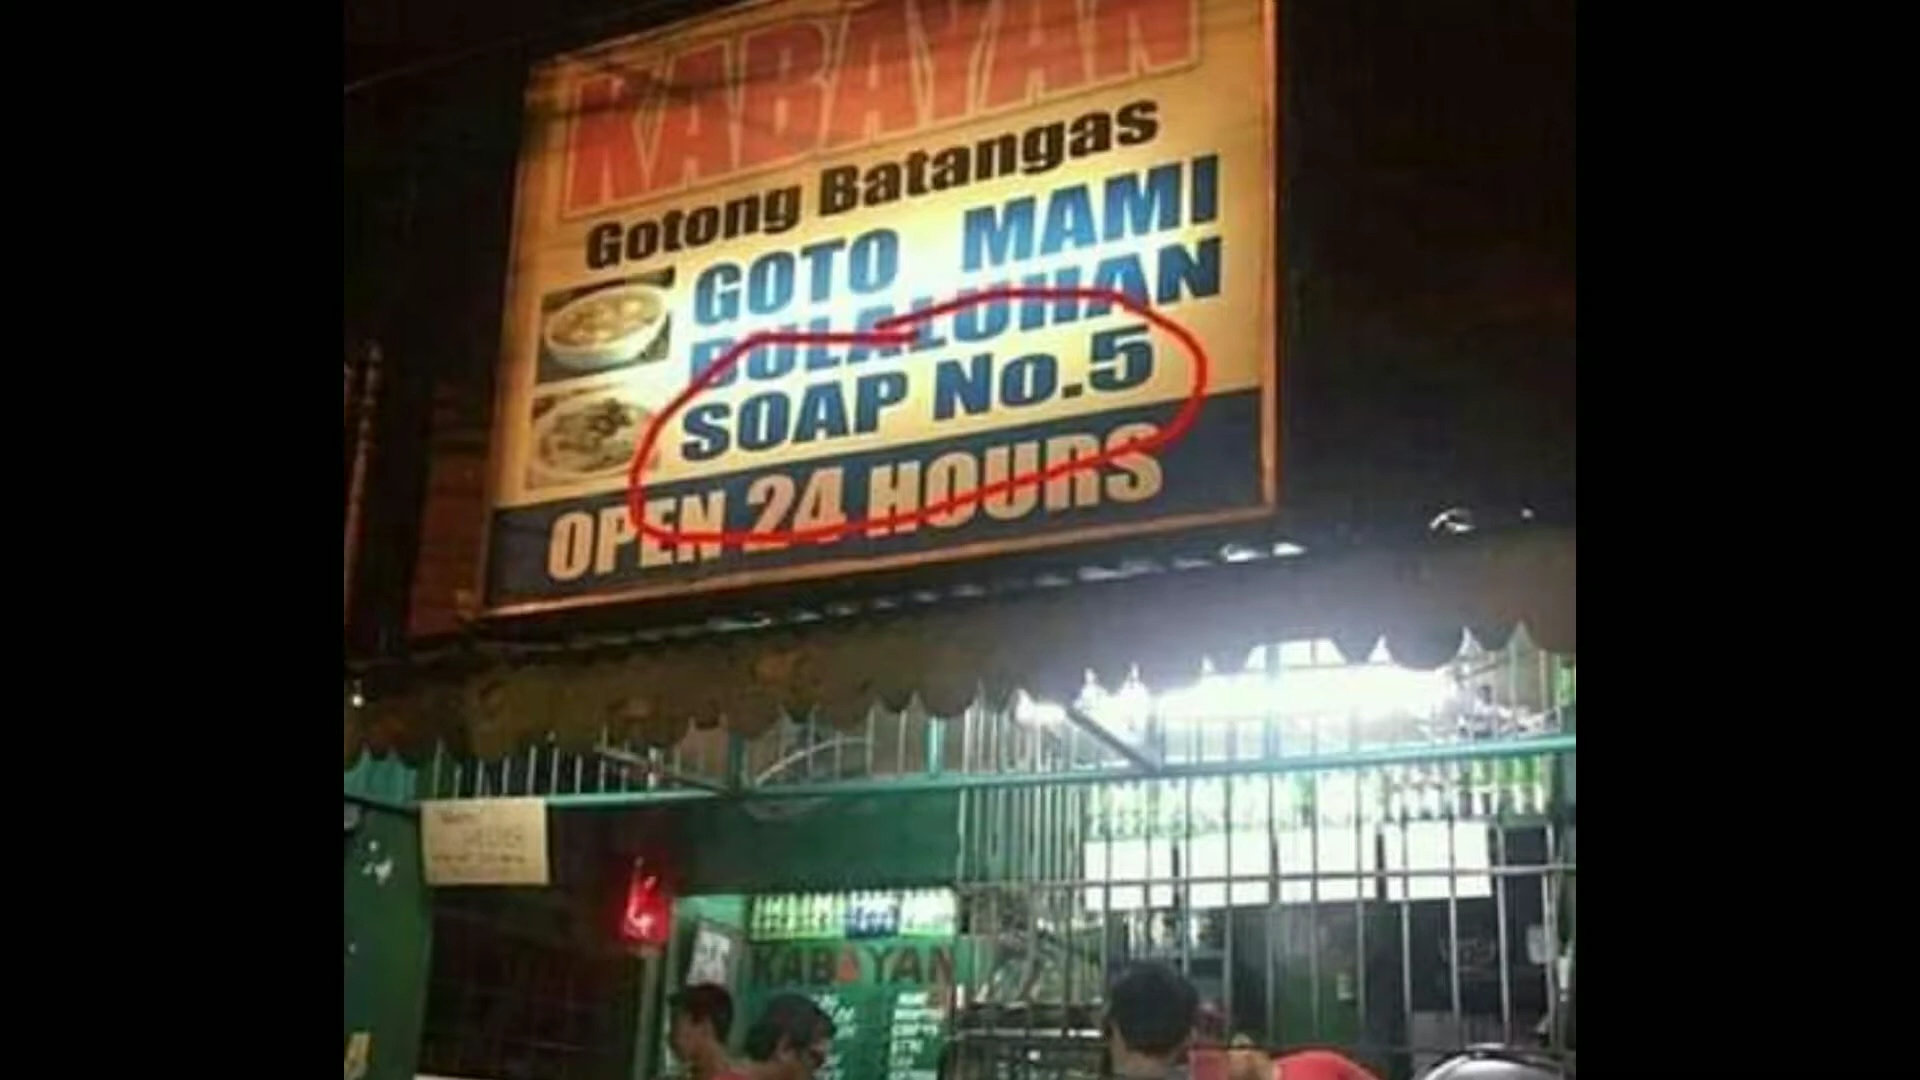 KABAYAN
Gotong Batangas
GOTO MAMI
BULALUHAN
SOAP No.5
OPEN 24 HOURS
KABAYAN